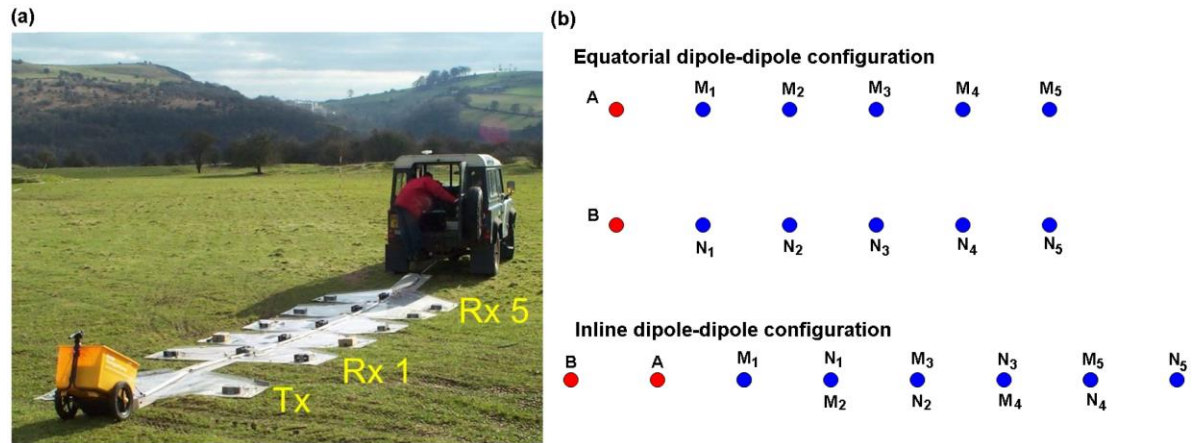 (a)
Rx 5
Rx 1
Tx
(b)
Equatorial dipole-dipole configuration
A M₁ M₂ M₃ M₄ M₅
B
N₁ N₂ N₃ N₄ N₅
Inline dipole-dipole configuration
B A M₁ N₁ M₃ N₃ M₅ N₅
M₂ N₂ M₄ N₄